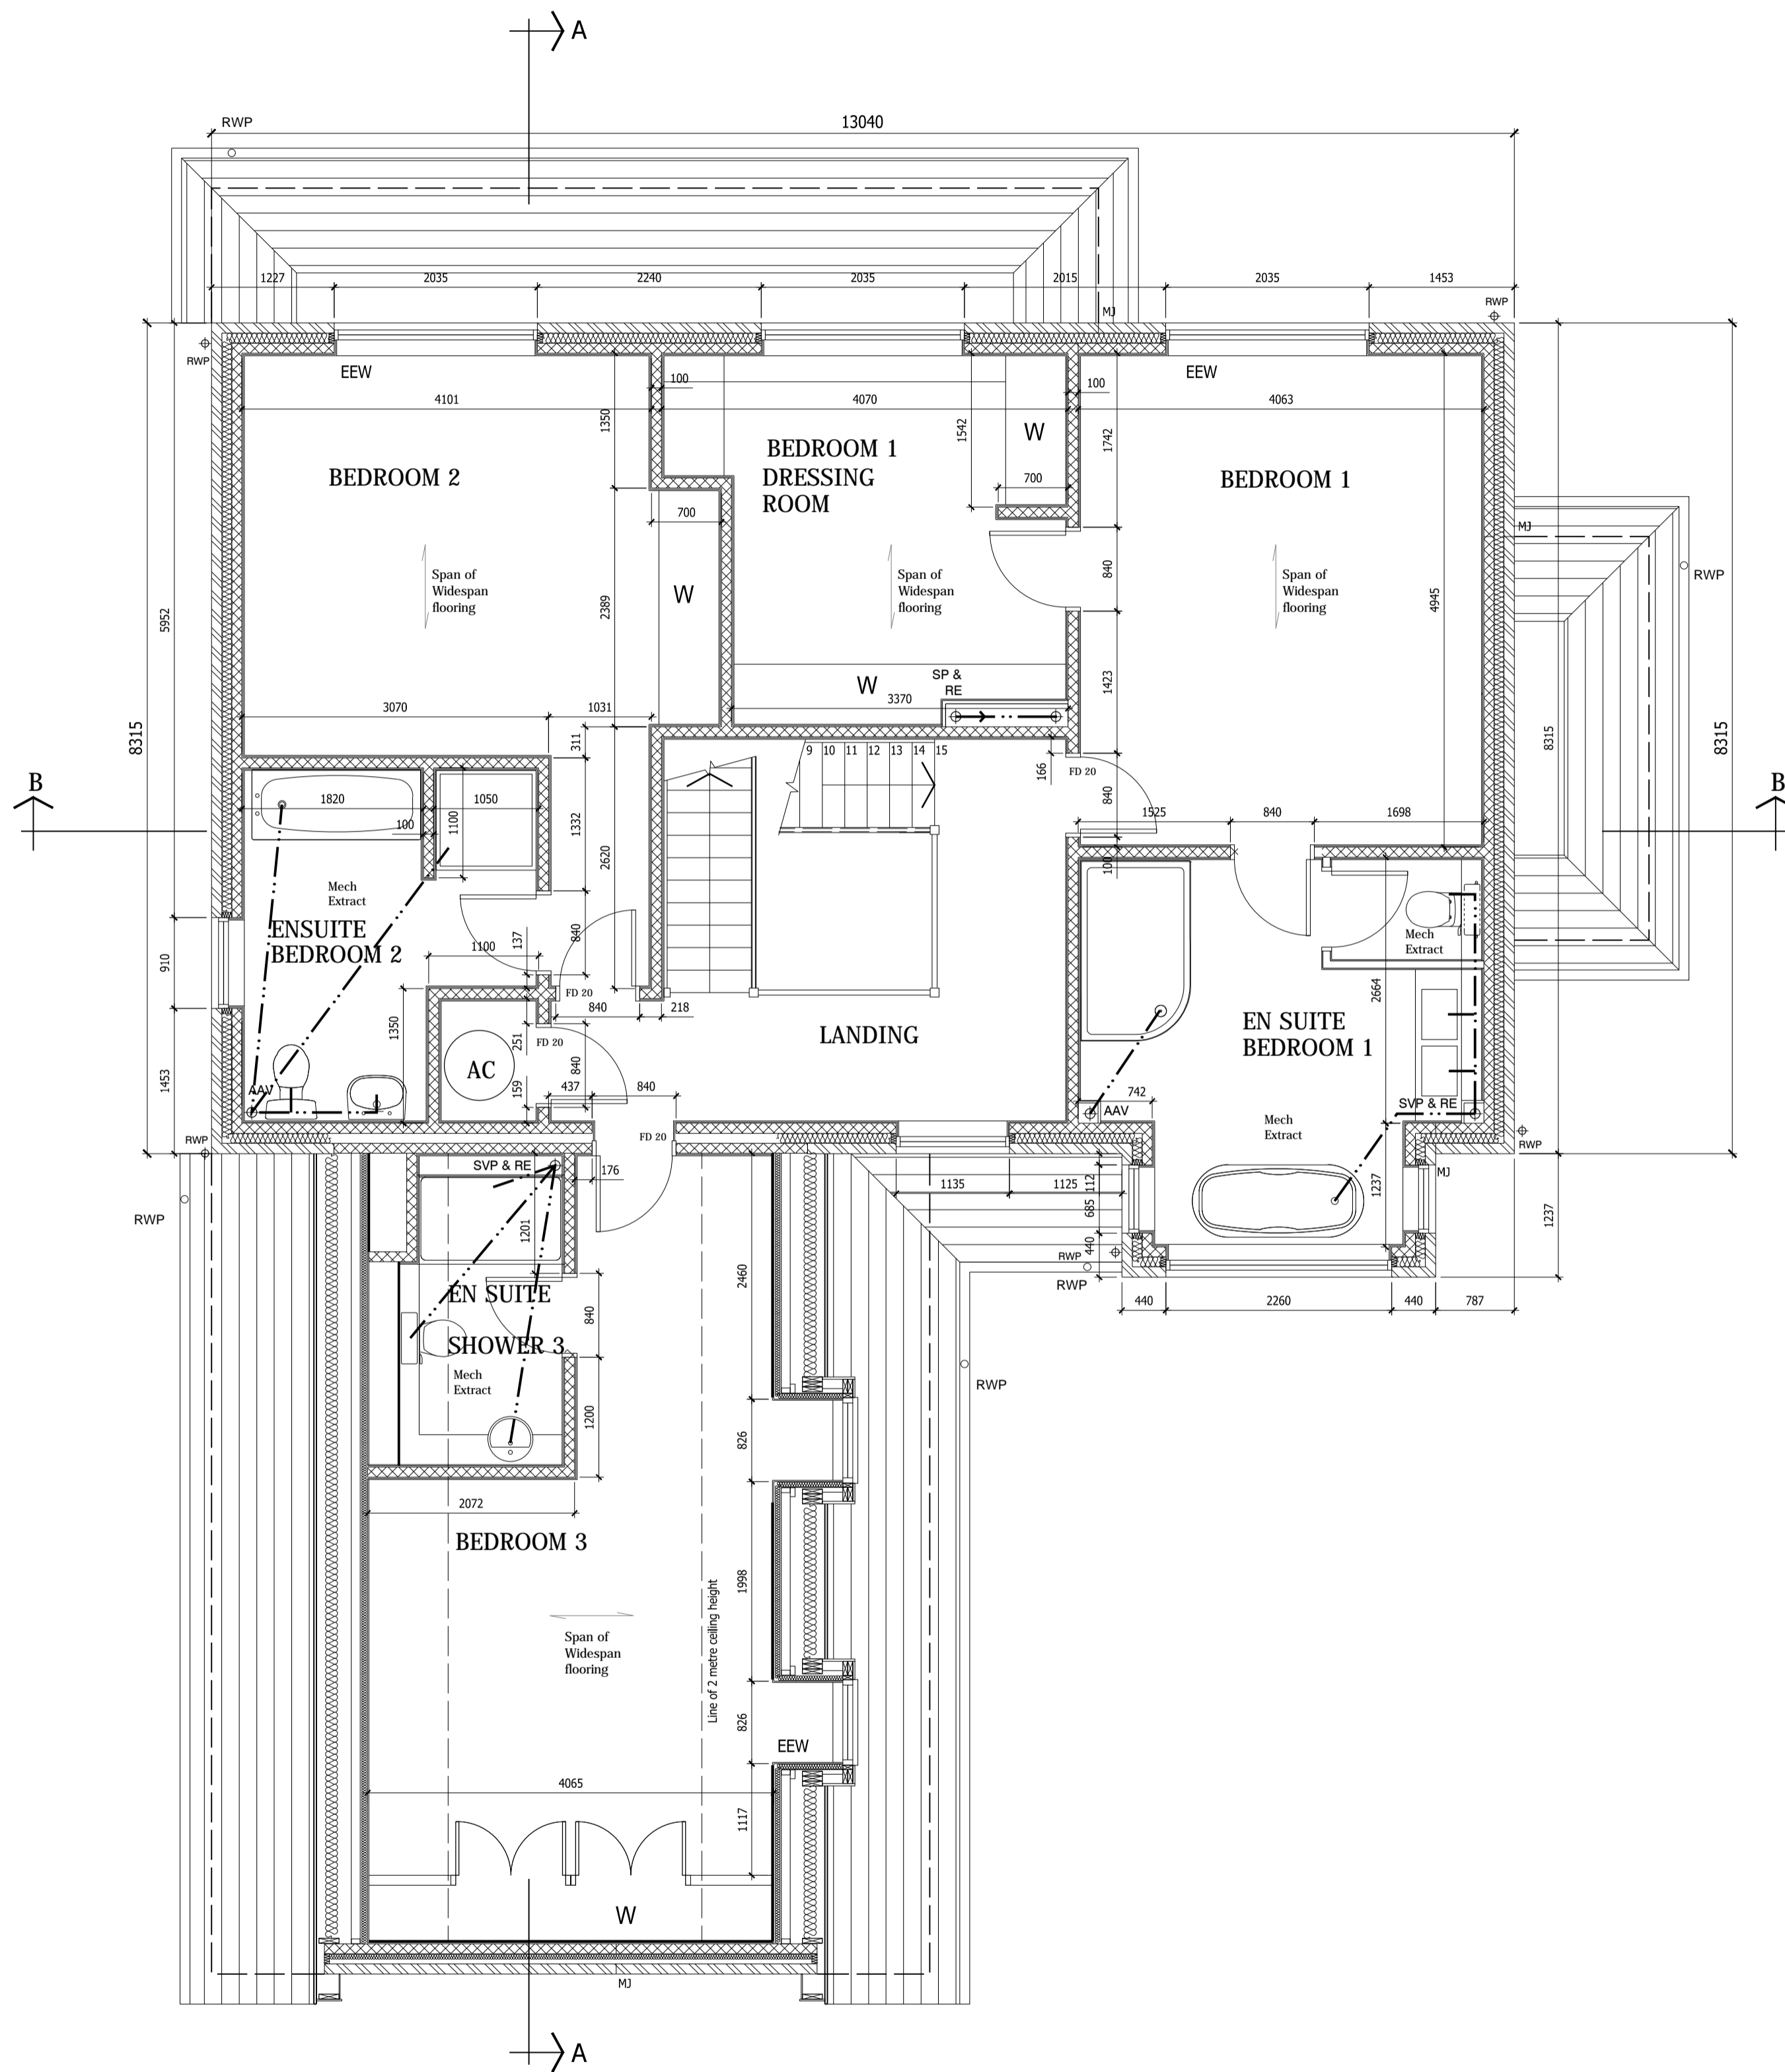 A
RWP
13040
1227
2035
2240
2035
2015
2035
1453
RWP
MJ
RWP
EEW
EEW
100
100
4101
4070
4063
1350
1542
1742
W
BEDROOM 2
BEDROOM 1
DRESSING
ROOM
BEDROOM 1
700
700
MJ
Span of
Widespan
flooring
Span of
Widespan
flooring
Span of
Widespan
flooring
840
RWP
W
5952
2389
4945
W
SP &
RE
1423
3370
3070
1031
311
8315
8315
8315
9
10
11
12
13
14
15
166
FD 20
B
B
1820
1050
100
1100
1332
2620
840
1525
840
1698
100
Mech
Extract
ENSUITE
BEDROOM 2
1100
137
840
Mech
Extract
910
FD 20
840
218
2664
1350
251
FD 20
LANDING
EN SUITE
BEDROOM 1
AC
840
1453
159
437
840
742
AAV
AAV
SVP & RE
Mech
Extract
RWP
FD 20
RWP
SVP & RE
176
MJ
1135
1125
112
1237
RWP
1201
685
1237
440
RWP
RWP
2460
EN SUITE
440
2260
440
787
840
SHOWER 3
Mech
Extract
RWP
1200
826
2072
BEDROOM 3
1998
Line of 2 metre ceiling height
Span of
Widespan
flooring
826
EEW
4065
1117
W
MJ
A